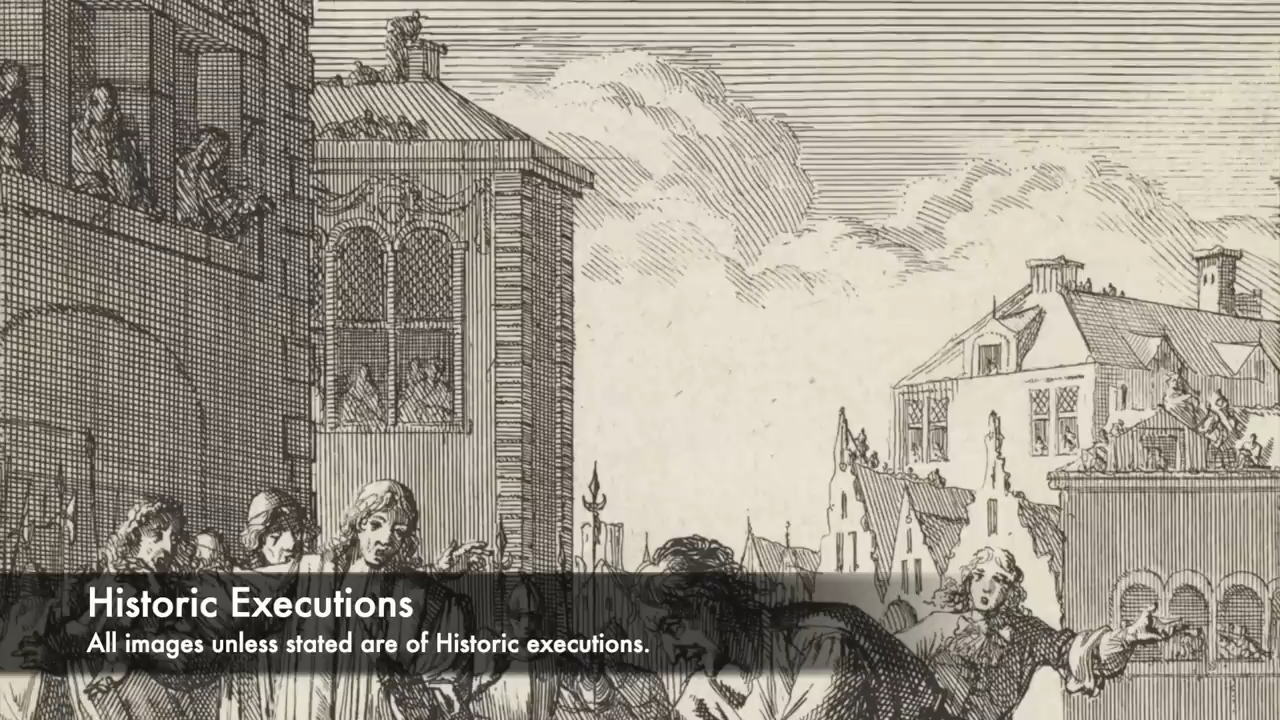 Historic Executions
All images unless stated are of Historic executions.